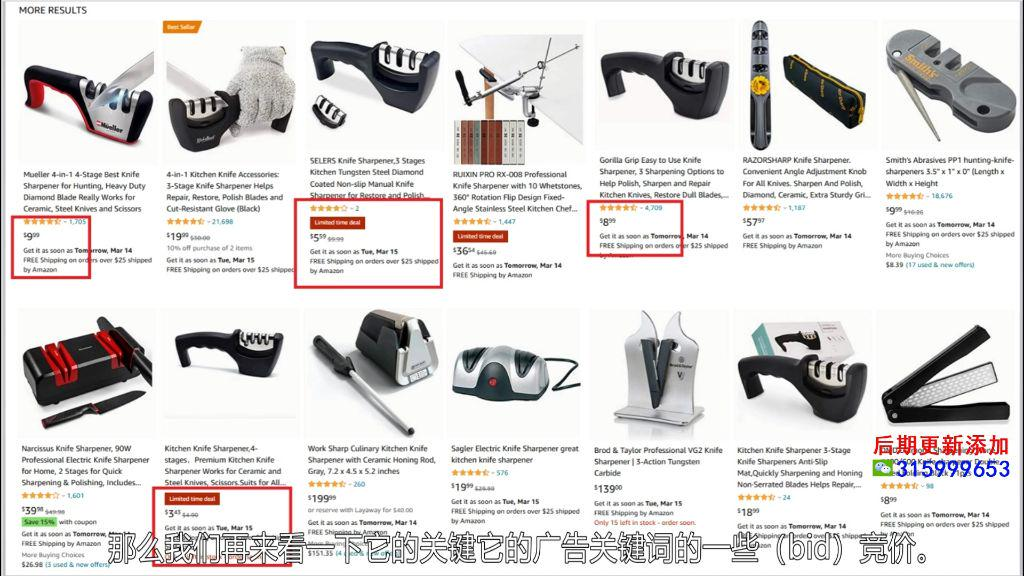 MORE RESULTS
Best Seller
Mueller 4-in-1 4-Stage Best Knife
Sharpener for Hunting, Heavy Duty
Diamond Blade Really Works for
Ceramic, Steel Knives and Scissors
1,705
$9.99
Get it as soon as Tomorrow, Mar 14
FREE Shipping on orders over $25 shipped
by Amazon
4-in-1 Kitchen Knife Accessories:
3-Stage Knife Sharpener Helps
Repair, Restore, Polish Blades and
Cut-Resistant Glove (Black)
21,698
$19.99 $30.00
10% off purchase of 2 items
Get it as soon as Tue, Mar 15
FREE Shipping on orders over $25 shipped
by Amazon
SELERS Knife Sharpener,3 Stages
Kitchen Tungsten Steel Diamond
Coated Non-slip Manual Knife
Sharpener for Restore and Polish
2
Limited time deal
$5.59 $9.99
Get it as soon as Tue, Mar 15
FREE Shipping on orders over $25 shipped
by Amazon
RUIXIN PRO RX-008 Professional
Knife Sharpener with 10 Whetstones,
360° Rotation Flip Design Fixed-
Angle Stainless Steel Kitchen Chef...
1,447
Limited time deal
$36.54 $45.69
Get it as soon as Tomorrow, Mar 14
FREE Shipping by Amazon
Gorilla Grip Easy to Use Knife
Sharpener, 3 Sharpening Options to
Help Polish, Sharpen and Repair
Kitchen Knives, Restore Dull Blades,...
4,709
$8.99
Get it as soon as Tomorrow, Mar 14
FREE Shipping on orders over $25 shipped
by Amazon
RAZORSHARP Knife Sharpener.
Convenient Angle Adjustment Knob
For All Knives. Sharpen And Polish,
Diamond, Ceramic, Extra Sturdy Gri...
1,187
$57.97
Get it as soon as Tomorrow, Mar 14
FREE Shipping by Amazon
Smith's Abrasives PP1 hunting-knife-
sharpeners 3.5" x 1" x 0" (Length x
Width x Height)
18,676
$9.99
Get it as soon as Tomorrow, Mar 14
FREE Shipping on orders over $25 shipped
by Amazon
More Buying Choices
$8.39 (17 used & new offers)
Narcissus Knife Sharpener, 90W
Professional Electric Knife Sharpener
for Home, 2 Stages for Quick
Sharpening & Polishing, Includes...
1,601
$39.98 $49.98
Save 15% with coupon
FREE Shipping by Amazon
More Buying Choices
$26.98 (3 used & new offers)
Kitchen Knife Sharpener,4-
stages, Premium Kitchen Knife
Sharpener Works for Ceramic and
Steel Knives, Scissors.Suits for All...
Limited time deal
$3.43 $4.90
Get it as soon as Tue, Mar 15
Work Sharp Culinary Kitchen Knife
Sharpener with Ceramic Honing Rod,
Gray, 7.2 x 4.5 x 5.2 inches
260
$199.99
or reserve with Layaway for $40.00
Get it as soon as Tomorrow, Mar 14
FREE Shipping by Amazon
$151.35
Sagler Electric Knife Sharpener great
kitchen knife sharpener
576
$19.99 $29.99
Get it as soon as Tue, Mar 15
FREE Shipping on orders over $25 shipped
by Amazon
Brod & Taylor Professional VG2 Knife
Sharpener | 3-Action Tungsten
Carbide
$139.00
Get it as soon as Tue, Mar 15
FREE Shipping by Amazon
Only 15 left in stock - order soon.
Kitchen Knife Sharpener 3-Stage
Knife Sharpeners Anti-Slip
Mat,Quickly Sharpening and Honing
Non-Serrated Blades Helps Repair,...
24
$18.99
Get it as soon as Tomorrow, Mar 14
FREE Shipping on orders over $25 shipped
by Amazon
98
$8.99
Get it as soon as Tomorrow, Mar 14
FREE Shipping on orders over $25 shipped
by Amazon
后期更新添加
315999653
那么我们再来看一下它的关键它的广告关键词的一些（bid）竞价。